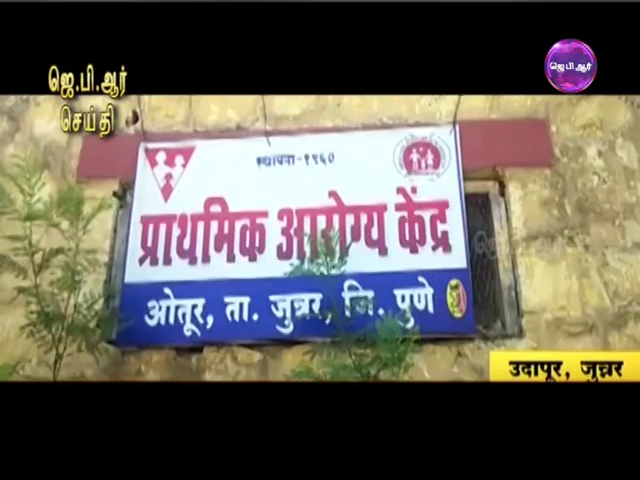 ஜெ.பி.ஆர்
செய்தி
ஜெ பி ஆர்
स्थापना-१९६०
प्राथमिक आरोग्य केंद्र
ओतूर, ता. जुन्नर, जि. पुणे
उदापूर, जुन्नर